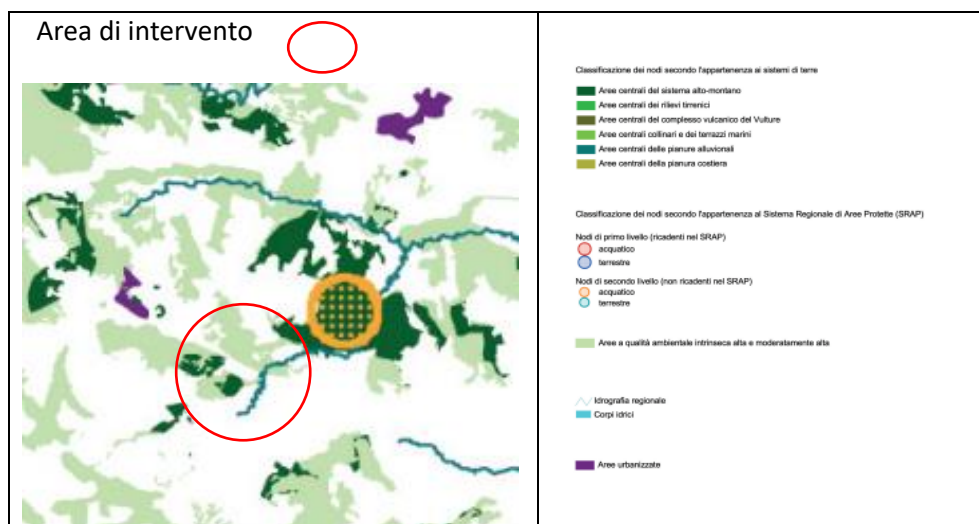 Area di intervento
Classificazione dei nodi secondo l'appartenenza ai sistemi di terre
Aree centrali del sistema alto-montano
Aree centrali dei rilievi tirrenici
Aree centrali del complesso vulcanico del Vulture
Aree centrali collinari e dei terrazzi marini
Aree centrali delle pianure alluvionali
Aree centrali della pianura costiera
Classificazione dei nodi secondo l'appartenenza al Sistema Regionale di Aree Protette (SRAP)
Nodi di primo livello (ricadenti nel SRAP)
acquatico
terrestre
Nodi di secondo livello (non ricadenti nel SRAP)
acquatico
terrestre
Aree a qualità ambientale intrinseca alta e moderatamente alta
Idrografia regionale
Corpi idrici
Aree urbanizzate